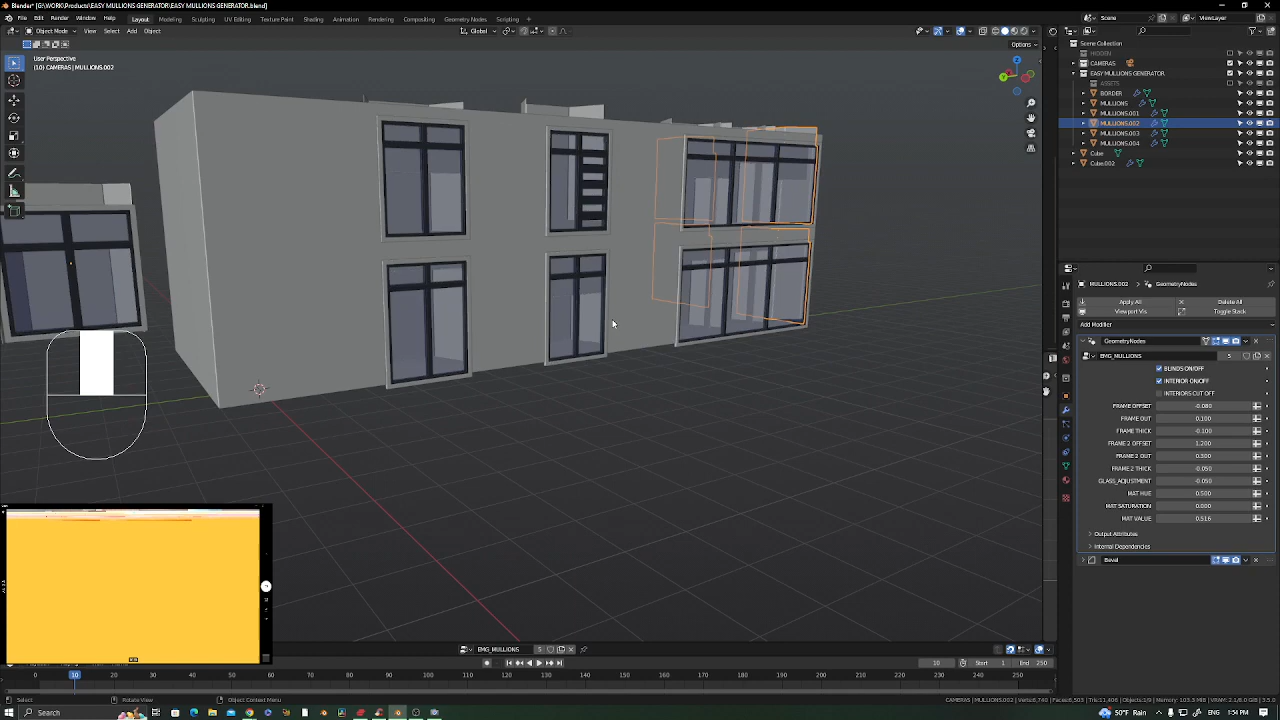 Blender* [G:\WORK\Products\EASY MULLIONS GENERATOR\EASY MULLIONS GENERATOR.blend]
File Edit Render Window Help Layout Modeling Sculpting UV Editing Texture Paint Shading Animation Rendering Compositing Geometry Nodes Scripting Scene ViewLayer
Object Mode View Select Add Object Global
Options
User Perspective
(10) CAMERAS | MULLIONS.002
Scene Collection
HIDDEN
CAMERAS
EASY MULLIONS GENERATOR
ASSETS
BORDER
MULLIONS
MULLIONS.001
MULLIONS.002
MULLIONS.003
MULLIONS.004
Cube
Cube.002
MULLIONS.002 GeometryNodes
Apply All Delete All
Viewport Vis Toggle Stack
Add Modifier
GeometryNodes
EMG_MULLIONS 5
BLINDS ON/OFF
INTERIOR ON/OFF
INTERIORS CUT OFF
FRAME OFFSET -0.080
FRAME OUT 0.100
FRAME THICK -0.100
FRAME 2 OFFSET 1.200
FRAME 2 OUT 0.300
FRAME 2 THICK -0.050
GLASS_ADJUSTMENT -0.050
MAT HUE 0.500
MAT SATURATION 0.000
MAT VALUE 0.516
Output Attributes
Internal Dependencies
Bevel
EMG_MULLIONS 5
10 Start 1 End 250
0 10 20 30 40 50 60 70 80 90 100 110 120 130 140 150 160 170 180 190 200 210 220 230 240 250
Select Rotate View Object Context Menu
Search 50°F Rain ENG 1:54 PM